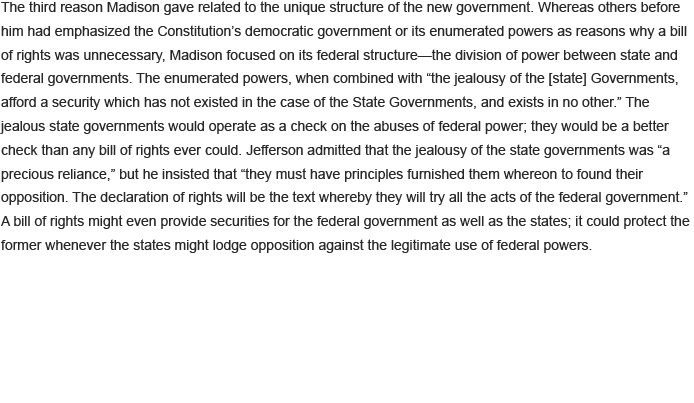 The third reason Madison gave related to the unique structure of the new government. Whereas others before
him had emphasized the Constitution’s democratic government or its enumerated powers as reasons why a bill
of rights was unnecessary, Madison focused on its federal structure—the division of power between state and
federal governments. The enumerated powers, when combined with “the jealousy of the [state] Governments,
afford a security which has not existed in the case of the State Governments, and exists in no other.” The
jealous state governments would operate as a check on the abuses of federal power; they would be a better
check than any bill of rights ever could. Jefferson admitted that the jealousy of the state governments was “a
precious reliance,” but he insisted that “they must have principles furnished them whereon to found their
opposition. The declaration of rights will be the text whereby they will try all the acts of the federal government.”
A bill of rights might even provide securities for the federal government as well as the states; it could protect the
former whenever the states might lodge opposition against the legitimate use of federal powers.